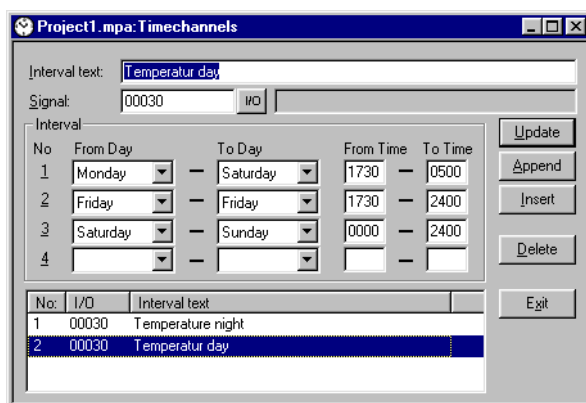 Project1.mpa:Timechannels
Interval text: Temperatur day
Signal: 00030 I/O
Interval
No From Day To Day From Time To Time
1 Monday — Saturday 1730 — 0500
2 Friday — Friday 1730 — 2400
3 Saturday — Sunday 0000 — 2400
4 — —
Update
Append
Insert
Delete
Exit
No: I/O Interval text
1 00030 Temperature night
2 00030 Temperatur day